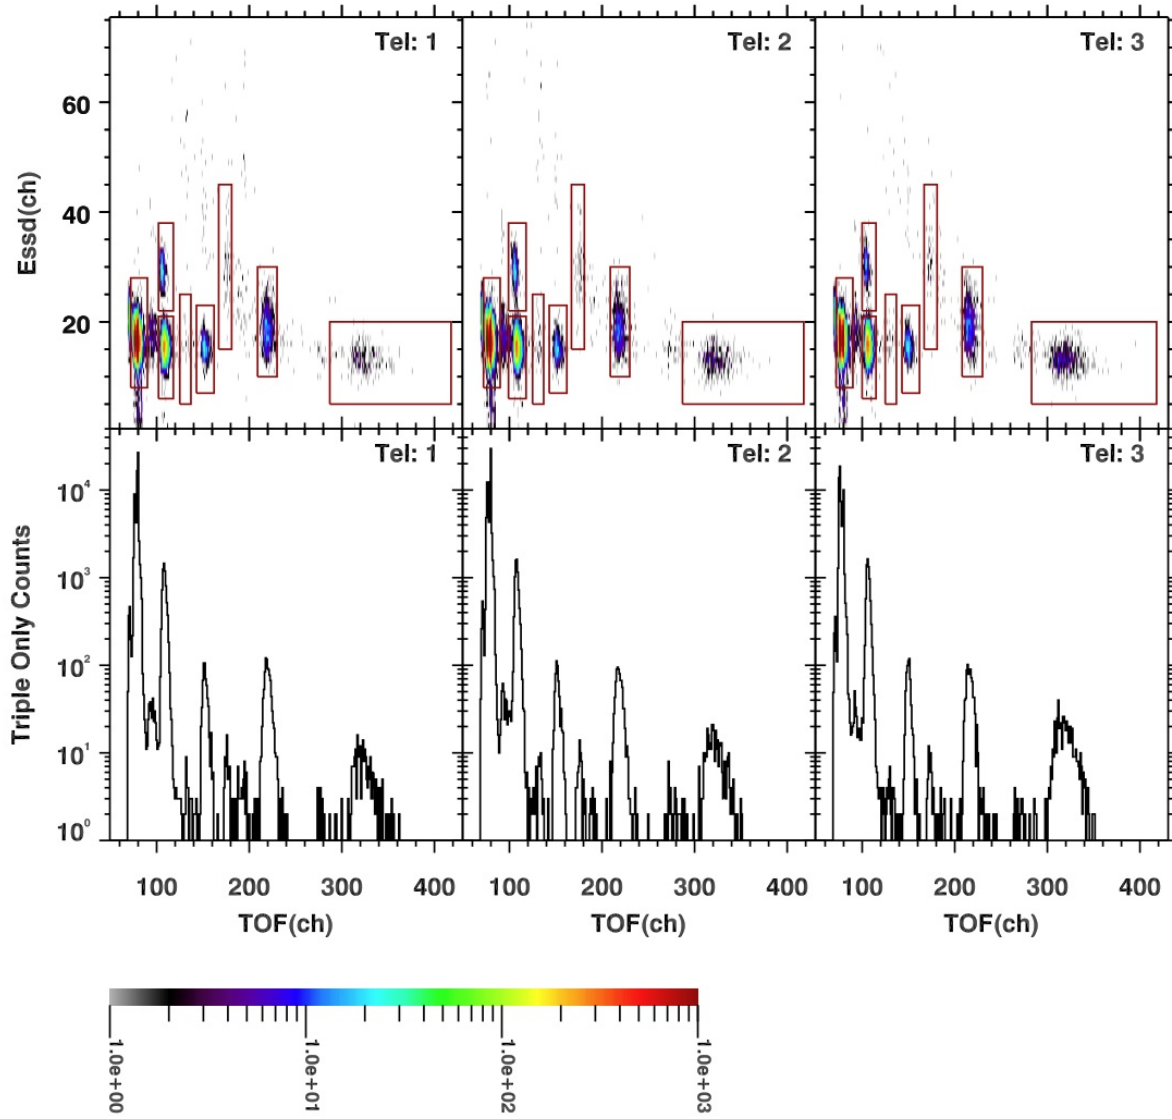 Tel: 1 Tel: 2 Tel: 3
60
40
20
Essd(ch)
Tel: 1 Tel: 2 Tel: 3
10⁴
10³
10²
10¹
10⁰
Triple Only Counts
100 200 300 400 100 200 300 400 100 200 300 400
TOF(ch) TOF(ch) TOF(ch)
1.0e+00 1.0e+01 1.0e+02 1.0e+03